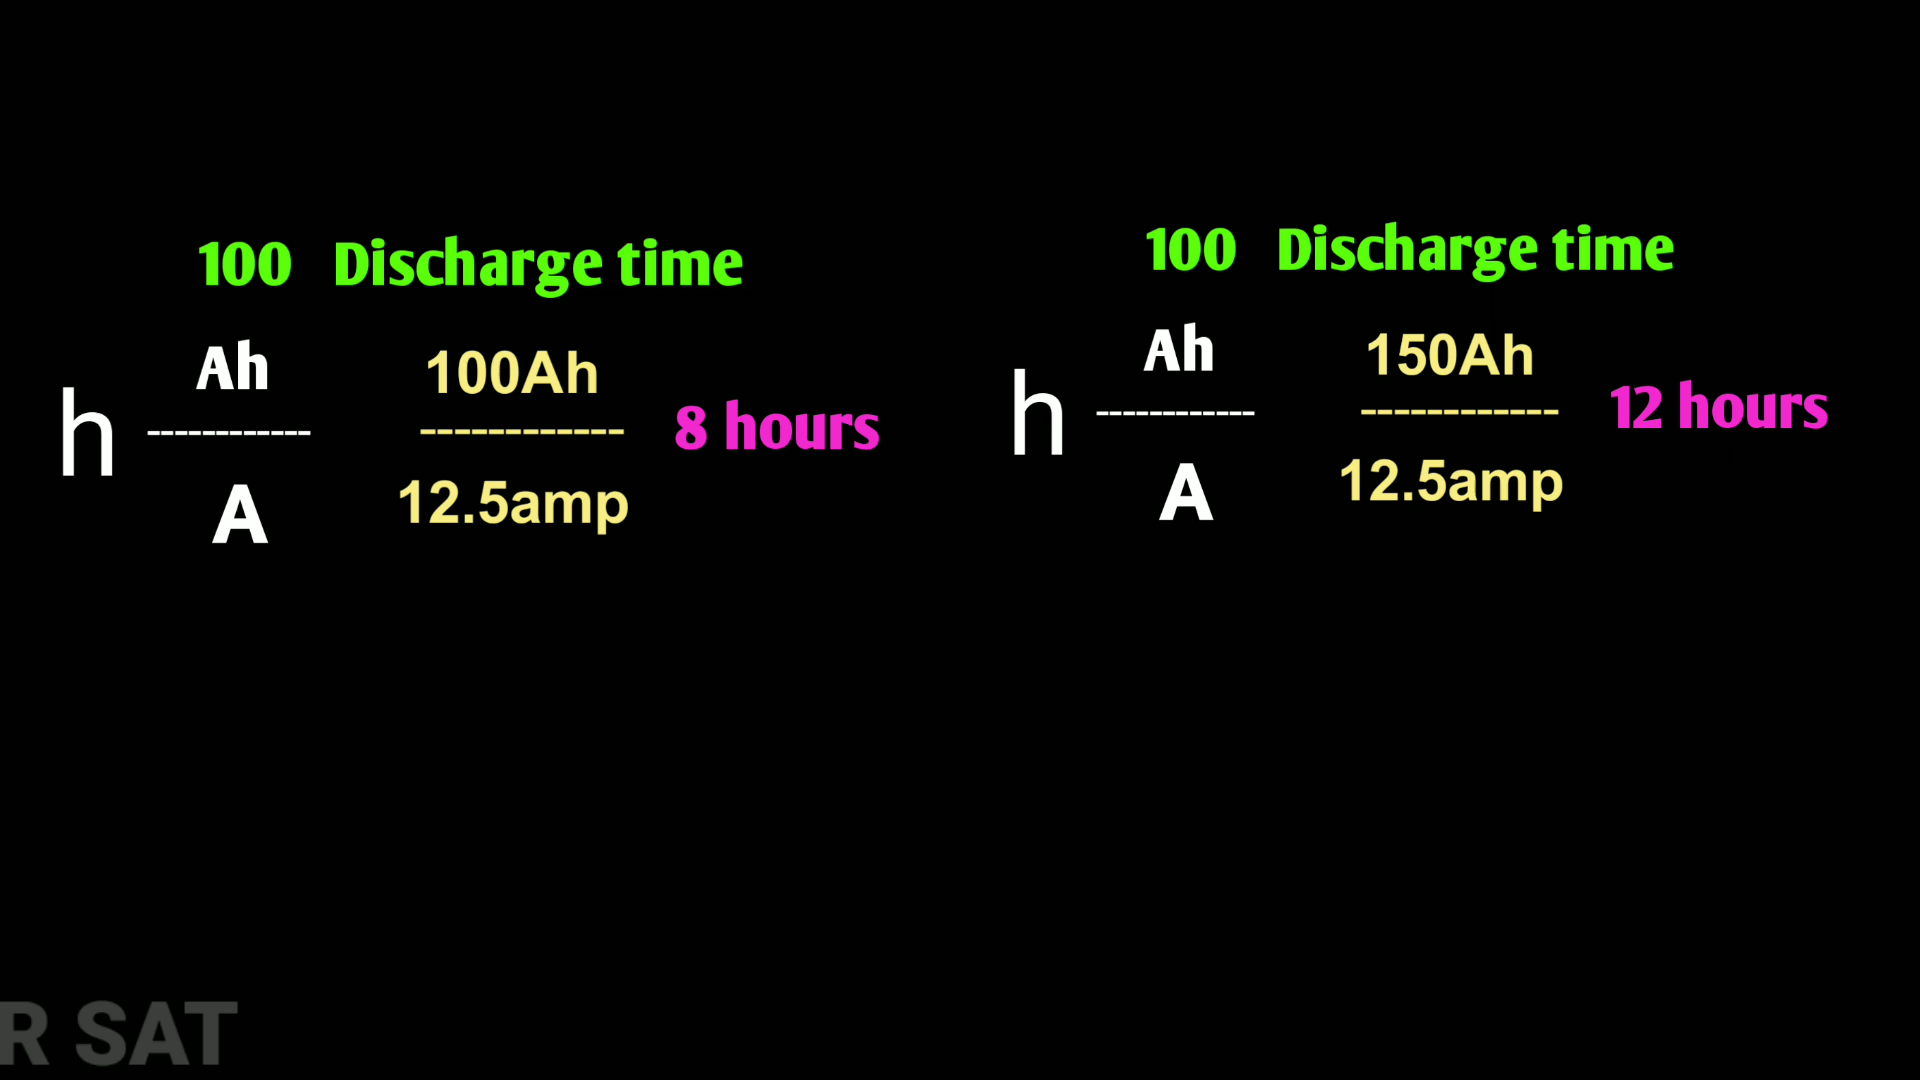 100 Discharge time
h
Ah
------------
A
100Ah
------------
12.5amp
8 hours
100 Discharge time
h
Ah
------------
A
150Ah
------------
12.5amp
12 hours
R SAT